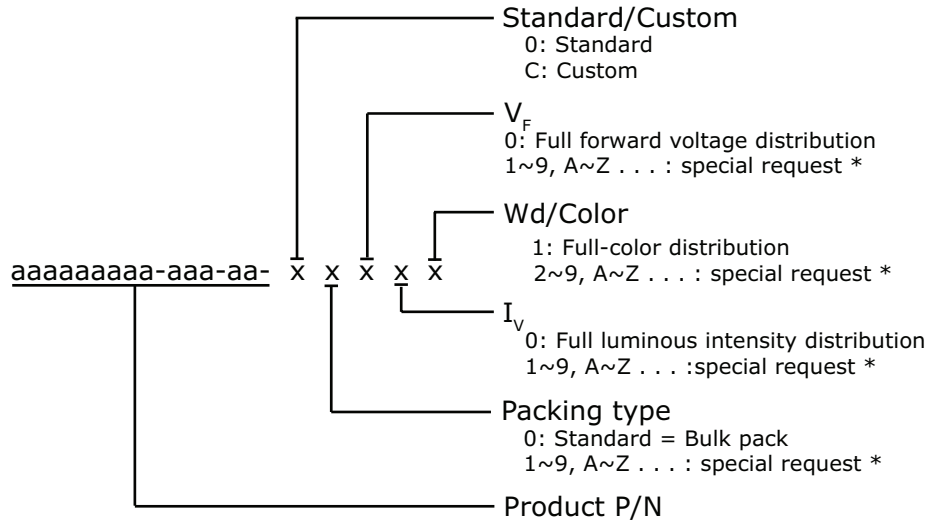 Standard/Custom
0: Standard
C: Custom
VF
0: Full forward voltage distribution
1~9, A~Z . . . : special request *
Wd/Color
1: Full-color distribution
2~9, A~Z . . . : special request *
aaaaaaaaa-aaa-aa- x x x x x
IV
0: Full luminous intensity distribution
1~9, A~Z . . . :special request *
Packing type
0: Standard = Bulk pack
1~9, A~Z . . . : special request *
Product P/N